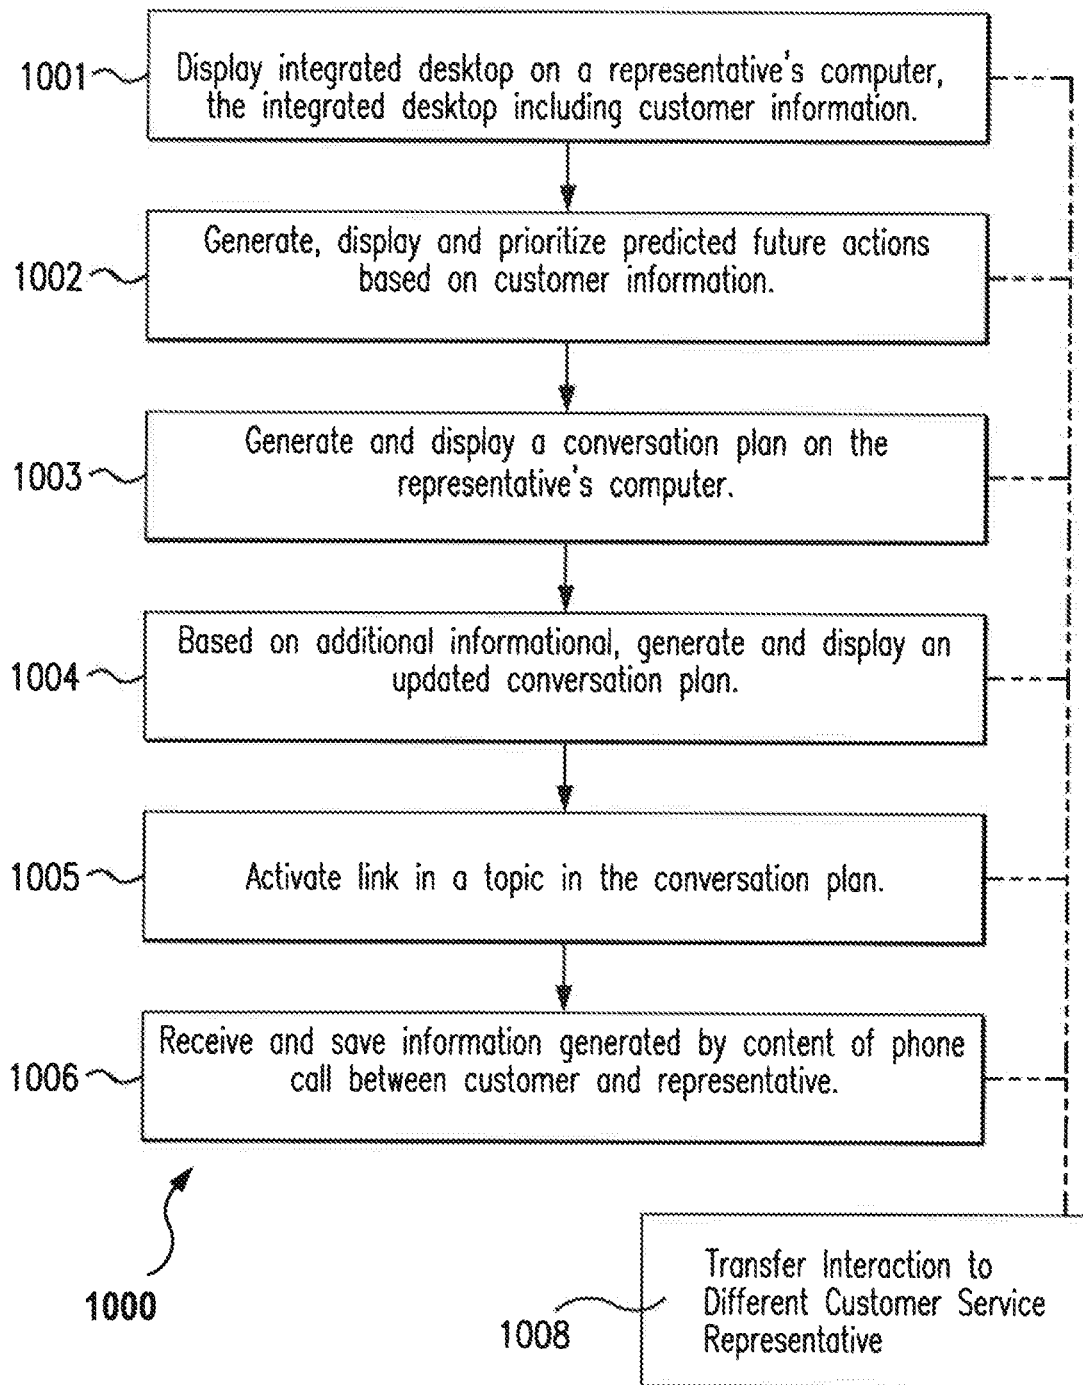 1001
Display integrated desktop on a representative's computer,
the integrated desktop including customer information.
1002
Generate, display and prioritize predicted future actions
based on customer information.
1003
Generate and display a conversation plan on the
representative's computer.
1004
Based on additional informational, generate and display an
updated conversation plan.
1005
Activate link in a topic in the conversation plan.
1006
Receive and save information generated by content of phone
call between customer and representative.
1000
1008
Transfer Interaction to
Different Customer Service
Representative